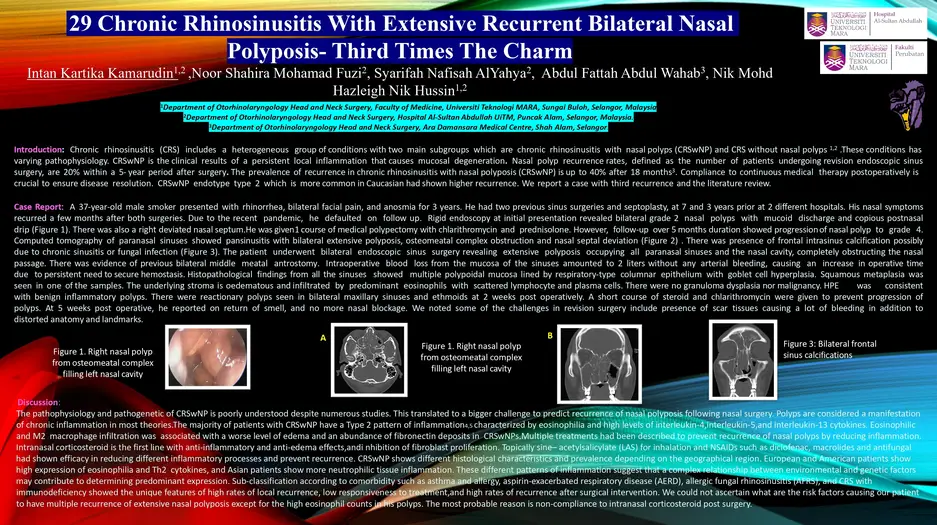 29 Chronic Rhinosinusitis With Extensive Recurrent Bilateral Nasal
Polyposis- Third Times The Charm
Intan Kartika Kamarudin1,2 ,Noor Shahira Mohamad Fuzi2, Syarifah Nafisah AlYahya2, Abdul Fattah Abdul Wahab3, Nik Mohd
Hazleigh Nik Hussin1,2
1Department of Otorhinolaryngology Head and Neck Surgery, Faculty of Medicine, Universiti Teknologi MARA, Sungai Buloh, Selangor, Malaysia
2Department of Otorhinolaryngology Head and Neck Surgery, Hospital Al-Sultan Abdullah UiTM, Puncak Alam, Selangor, Malaysia.
3Department of Otorhinolaryngology Head and Neck Surgery, Ara Damansara Medical Centre, Shah Alam, Selangor.
UNIVERSITI
TEKNOLOGI
MARA
Hospital
Al-Sultan Abdullah
UNIVERSITI
TEKNOLOGI
MARA
Fakulti
Perubatan
Introduction: Chronic rhinosinusitis (CRS) includes a heterogeneous group of conditions with two main subgroups which are chronic rhinosinusitis with nasal polyps (CRSwNP) and CRS without nasal polyps 1,2 .These conditions has
varying pathophysiology. CRSwNP is the clinical results of a persistent local inflammation that causes mucosal degeneration. Nasal polyp recurrence rates, defined as the number of patients undergoing revision endoscopic sinus
surgery, are 20% within a 5- year period after surgery. The prevalence of recurrence in chronic rhinosinusitis with nasal polyposis (CRSwNP) is up to 40% after 18 months3. Compliance to continuous medical therapy postoperatively is
crucial to ensure disease resolution. CRSwNP endotype type 2 which is more common in Caucasian had shown higher recurrence. We report a case with third recurrence and the literature review.
Case Report: A 37-year-old male smoker presented with rhinorrhea, bilateral facial pain, and anosmia for 3 years. He had two previous sinus surgeries and septoplasty, at 7 and 3 years prior at 2 different hospitals. His nasal symptoms
recurred a few months after both surgeries. Due to the recent pandemic, he defaulted on follow up. Rigid endoscopy at initial presentation revealed bilateral grade 2 nasal polyps with mucoid discharge and copious postnasal
drip (Figure 1). There was also a right deviated nasal septum.He was given1 course of medical polypectomy with chlarithromycin and prednisolone. However, follow-up over 5 months duration showed progression of nasal polyp to grade 4.
Computed tomography of paranasal sinuses showed pansinusitis with bilateral extensive polyposis, osteomeatal complex obstruction and nasal septal deviation (Figure 2) . There was presence of frontal intrasinus calcification possibly
due to chronic sinusitis or fungal infection (Figure 3). The patient underwent bilateral endoscopic sinus surgery revealing extensive polyposis occupying all paranasal sinuses and the nasal cavity, completely obstructing the nasal
passage. There was evidence of previous bilateral middle meatal antrostomy. Intraoperative blood loss from the mucosa of the sinuses amounted to 2 liters without any arterial bleeding, causing an increase in operative time
due to persistent need to secure hemostasis. Histopathological findings from all the sinuses showed multiple polypoidal mucosa lined by respiratory-type columnar epithelium with goblet cell hyperplasia. Squamous metaplasia was
seen in one of the samples. The underlying stroma is oedematous and infiltrated by predominant eosinophils with scattered lymphocyte and plasma cells. There were no granuloma dysplasia nor malignancy. HPE was consistent
with benign inflammatory polyps. There were reactionary polyps seen in bilateral maxillary sinuses and ethmoids at 2 weeks post operatively. A short course of steroid and chlarithromycin were given to prevent progression of
polyps. At 5 weeks post operative, he reported on return of smell, and no more nasal blockage. We noted some of the challenges in revision surgery include presence of scar tissues causing a lot of bleeding in addition to
distorted anatomy and landmarks.
Figure 1. Right nasal polyp
from osteomeatal complex
filling left nasal cavity
A
Figure 1. Right nasal polyp
from osteomeatal complex
filling left nasal cavity
B
Figure 3: Bilateral frontal
sinus calcifications
Discussion:
The pathophysiology and pathogenetic of CRSwNP is poorly understood despite numerous studies. This translated to a bigger challenge to predict recurrence of nasal polyposis following nasal surgery. Polyps are considered a manifestation
of chronic inflammation in most theories.The majority of CRSwNP have a Type 2 pattern of inflammation4,5 characterized by eosinophilia and high levels of interleukin-4,interleukin-5,and interleukin-13 cytokines. Eosinophilic
and M2 macrophage infiltration was associated with a worse level of edema and an abundance of fibronectin deposits in CRSwNPs.Multiple treatments had been described to prevent recurrence of nasal polyps by reducing inflammation.
Intranasal corticosteroid is the first line with anti-inflammatory and anti-edema effects,andi nhibition of fibroblast proliferation. Topically sine– acetylsalicylate (LAS) for inhalation and NSAIDs such as diclofenac, macrolides and antifungal
had shown efficacy in reducing different inflammatory processes and prevent recurrence. CRSwNP shows different histological characteristics and prevalence depending on the geographical region. European and American patients show
high expression of eosinophilia and Th2 cytokines, and Asian patients show more neutrophilic tissue inflammation. These different patterns of inflammation suggest that a complex relationship between environmental and genetic factors
may contribute to determining predominant expression. Sub-classification according to comorbidity such as asthma and allergy, aspirin-exacerbated respiratory disease (AERD), allergic fungal rhinosinusitis (AFRS), and CRS with
immunodeficiency showed the unique features of high rates of local recurrence, low responsiveness to treatment,and high rates of recurrence after surgical intervention. We could not ascertain what are the risk factors causing our patient
to have multiple recurrence of extensive nasal polyposis except for the high eosinophil counts in his polyps. The most probable reason is non-compliance to intranasal corticosteroid post surgery.